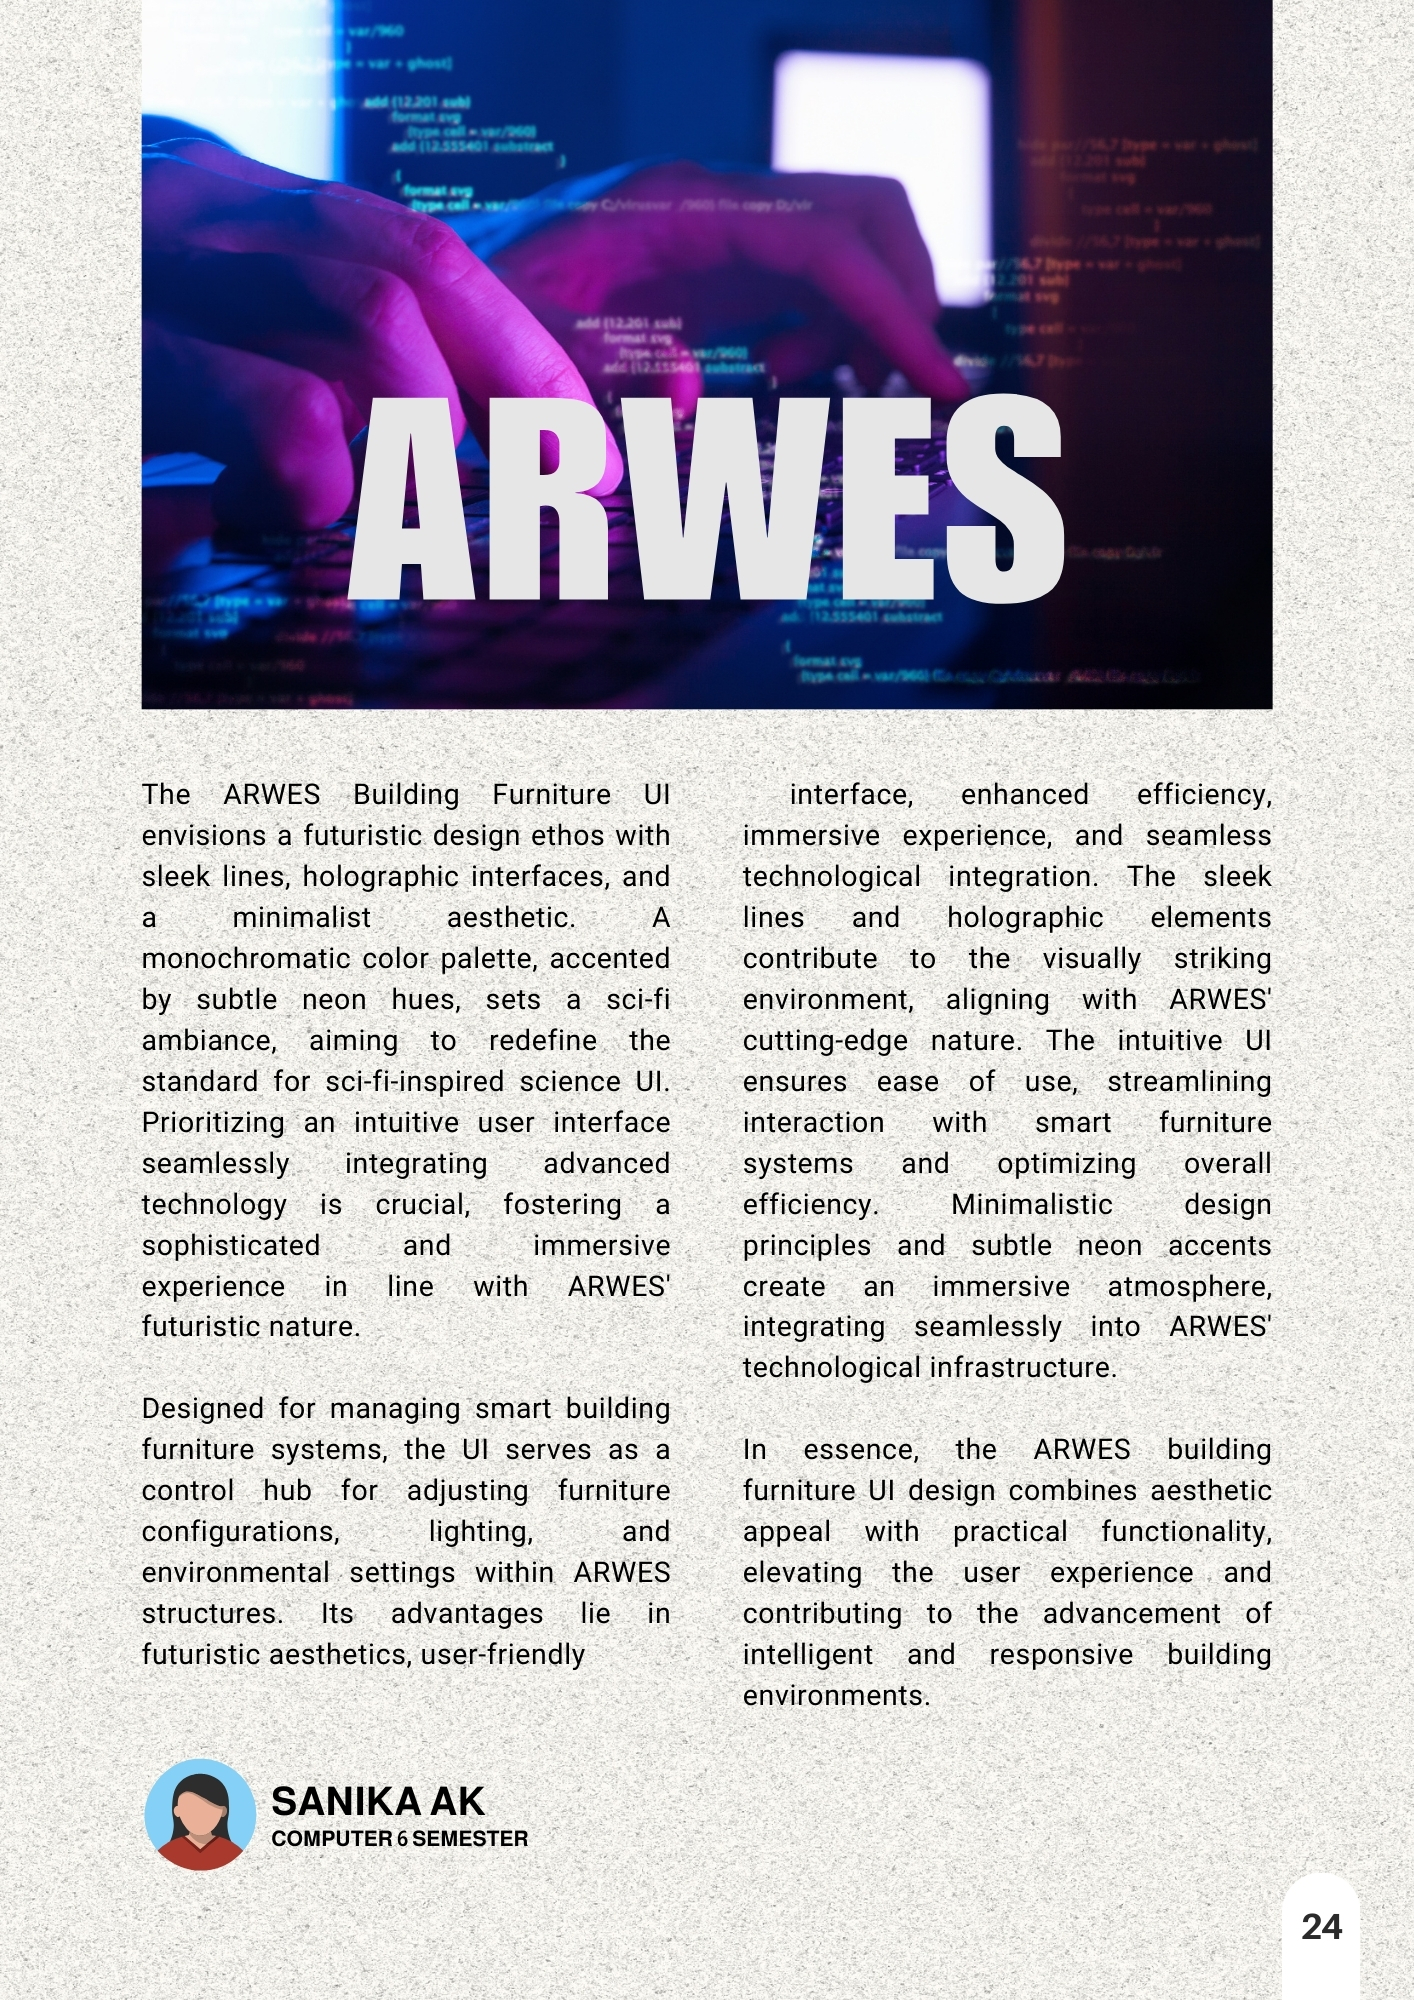 ARWES
The ARWES Building Furniture UI
envisions a futuristic design ethos with
sleek lines, holographic interfaces, and
a minimalist aesthetic. A
monochromatic color palette, accented
by subtle neon hues, sets a sci-fi
ambiance, aiming to redefine the
standard for sci-fi-inspired science UI.
Prioritizing an intuitive user interface
seamlessly integrating advanced
technology is crucial, fostering a
sophisticated and immersive
experience in line with ARWES'
futuristic nature.
Designed for managing smart building
furniture systems, the UI serves as a
control hub for adjusting furniture
configurations, lighting, and
environmental settings within ARWES
structures. Its advantages lie in
futuristic aesthetics, user-friendly
interface, enhanced efficiency,
immersive experience, and seamless
technological integration. The sleek
lines and holographic elements
contribute to the visually striking
environment, aligning with ARWES'
cutting-edge nature. The intuitive UI
ensures ease of use, streamlining
interaction with smart furniture
systems and optimizing overall
efficiency. Minimalistic design
principles and subtle neon accents
create an immersive atmosphere,
integrating seamlessly into ARWES'
technological infrastructure.
In essence, the ARWES building
furniture UI design combines aesthetic
appeal with practical functionality,
elevating the user experience and
contributing to the advancement of
intelligent and responsive building
environments.
SANIKA AK
COMPUTER 6 SEMESTER
24